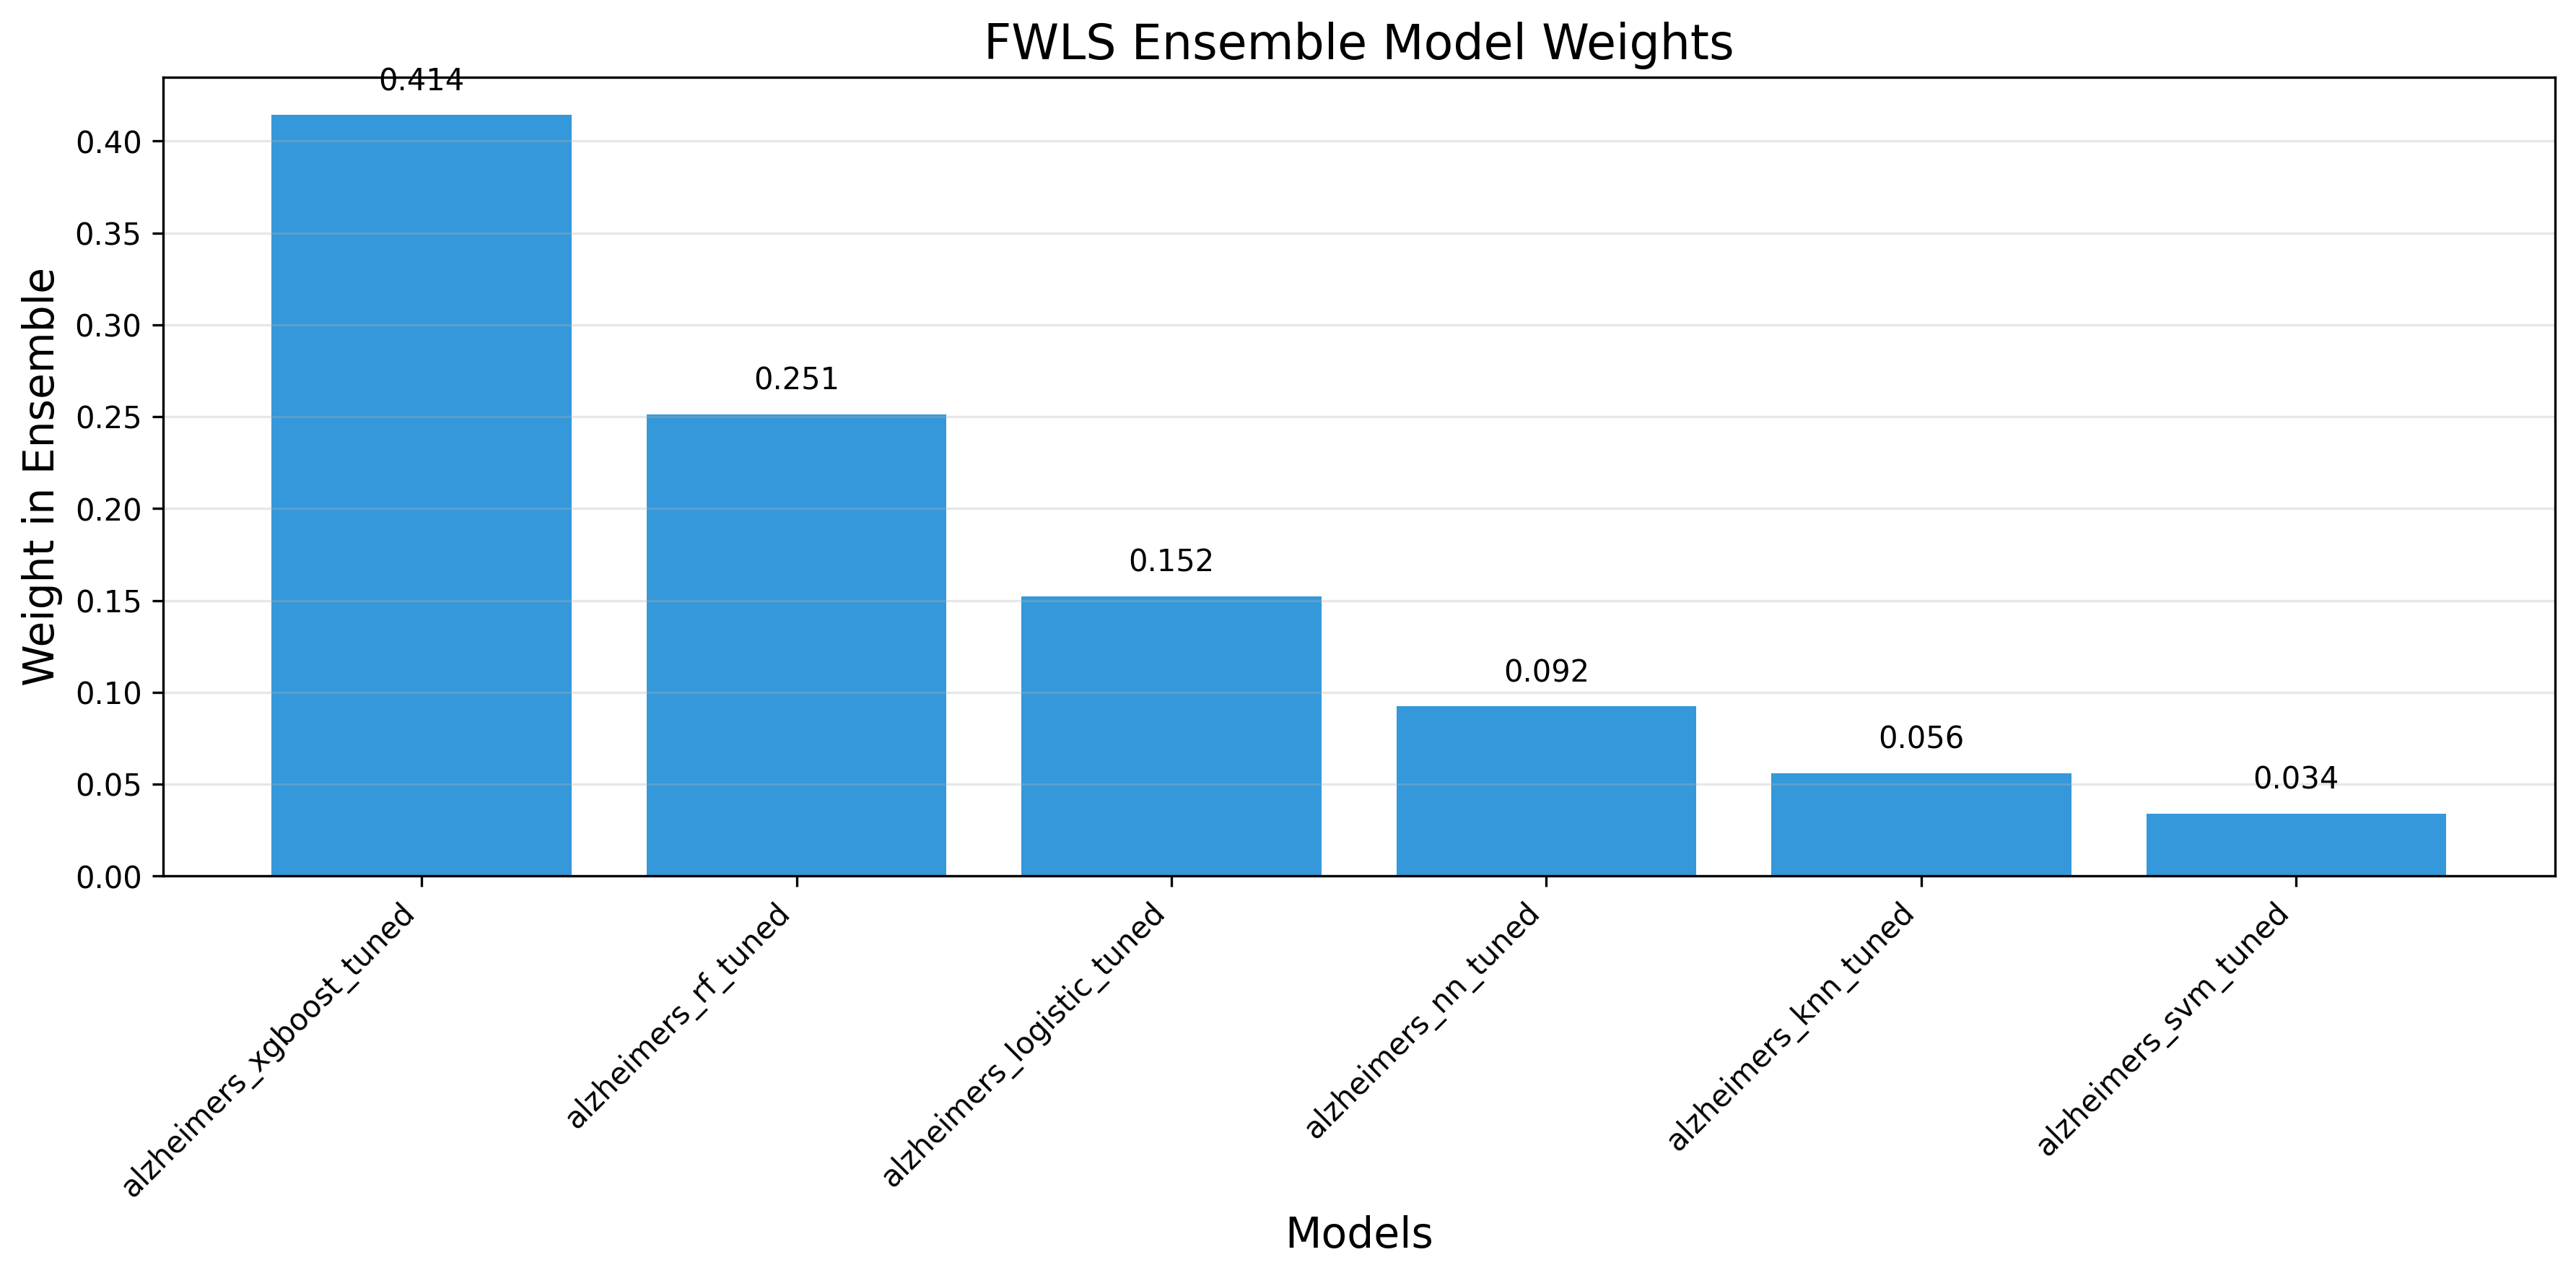 FWLS Ensemble Model Weights
Weight in Ensemble
0.40
0.35
0.30
0.25
0.20
0.15
0.10
0.05
0.00
0.414
0.251
0.152
0.092
0.056
0.034
alzheimers_xgboost_tuned
alzheimers_rf_tuned
alzheimers_logistic_tuned
alzheimers_nn_tuned
alzheimers_knn_tuned
alzheimers_svm_tuned
Models